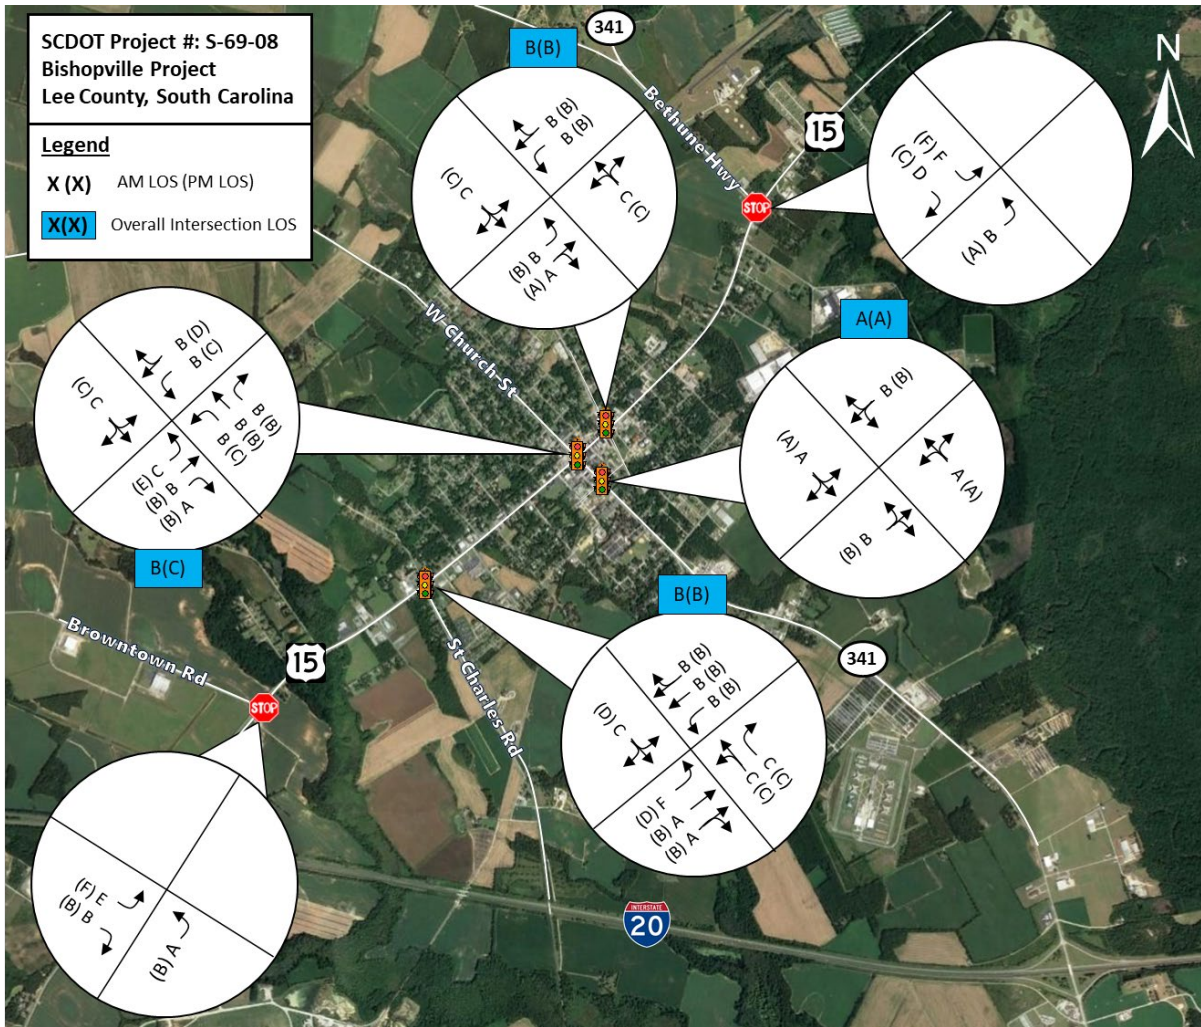 SCDOT Project #: S-69-08
Bishopville Project
Lee County, South Carolina
Legend
X (X) AM LOS (PM LOS)
X(X) Overall Intersection LOS
341
B(B)
Bethune Hwy
15
N
B (B)
B (B)
(C) C
C (C)
(B) B
(A) A
(F) F
(C) D
(A) B
STOP
W Church St
A(A)
B (D)
B (C)
(C) C
B (B)
B (B)
B (C)
(E) C
(B) B
(B) A
B(C)
B (B)
(A) A
A (A)
(B) B
B(B)
Browntown Rd
15
STOP
St Charles Rd
341
B (B)
B (B)
B (B)
(D) C
C (C)
C (C)
(D) F
(B) A
(B) A
(F) E
(B) B
(B) A
INTERSTATE
20